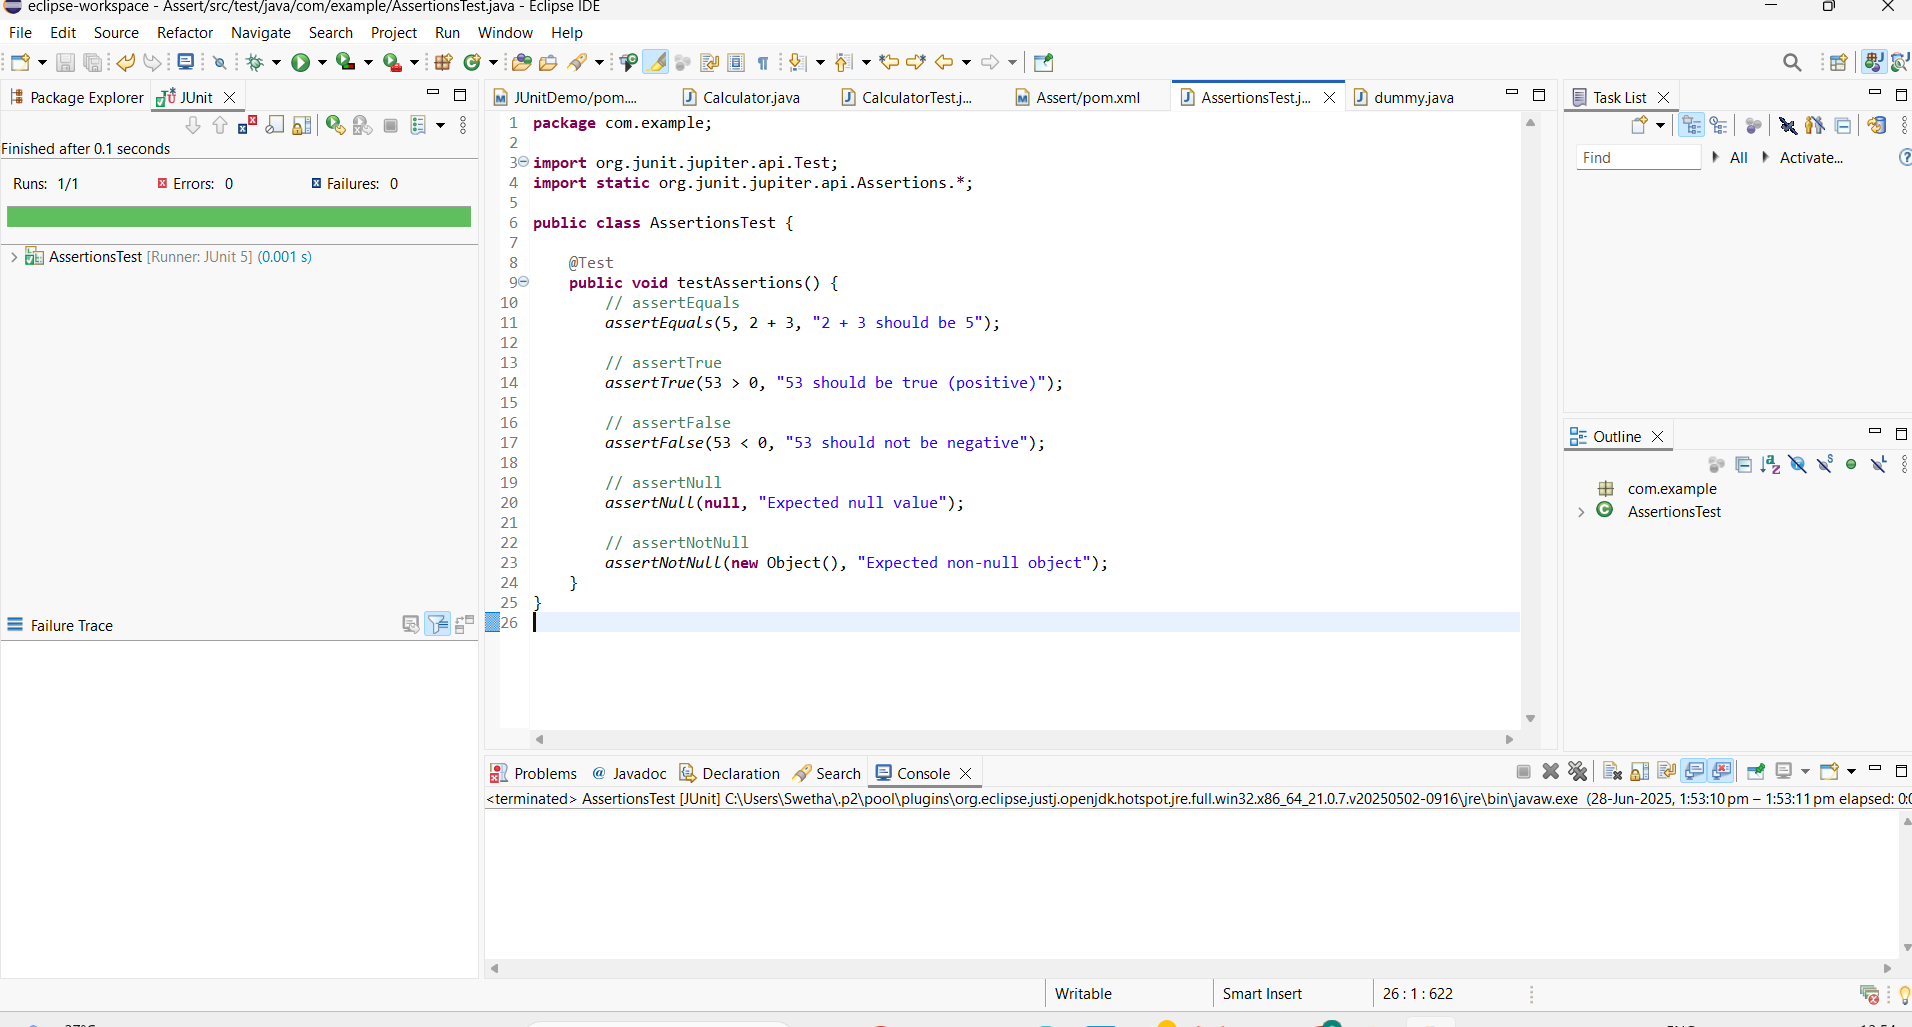 eclipse-workspace - Assert/src/test/java/com/example/AssertionsTest.java - Eclipse IDE
File Edit Source Refactor Navigate Search Project Run Window Help
Package Explorer JUnit
Finished after 0.1 seconds
Runs: 1/1 Errors: 0 Failures: 0
AssertionsTest [Runner: JUnit 5] (0.001 s)
Failure Trace
JUnitDemo/pom.... Calculator.java CalculatorTest.j... Assert/pom.xml AssertionsTest.j... dummy.java
1 package com.example;
2
3 import org.junit.jupiter.api.Test;
4 import static org.junit.jupiter.api.Assertions.*;
5
6 public class AssertionsTest {
7
8 @Test
9 public void testAssertions() {
10 // assertEquals
11 assertEquals(5, 2 + 3, "2 + 3 should be 5");
12
13 // assertTrue
14 assertTrue(53 > 0, "53 should be true (positive)");
15
16 // assertFalse
17 assertFalse(53 < 0, "53 should not be negative");
18
19 // assertNull
20 assertNull(null, "Expected null value");
21
22 // assertNotNull
23 assertNotNull(new Object(), "Expected non-null object");
24 }
25 }
26
Task List
Find All Activate...
Outline
com.example
AssertionsTest
Problems Javadoc Declaration Search Console
<terminated> AssertionsTest [JUnit] C:\Users\Swetha\.p2\pool\plugins\org.eclipse.justj.openjdk.hotspot.jre.full.win32.x86_64_21.0.7.v20250502-0916\jre\bin\javaw.exe (28-Jun-2025, 1:53:10 pm – 1:53:11 pm elapsed: 0:0
Writable Smart Insert 26 : 1 : 622